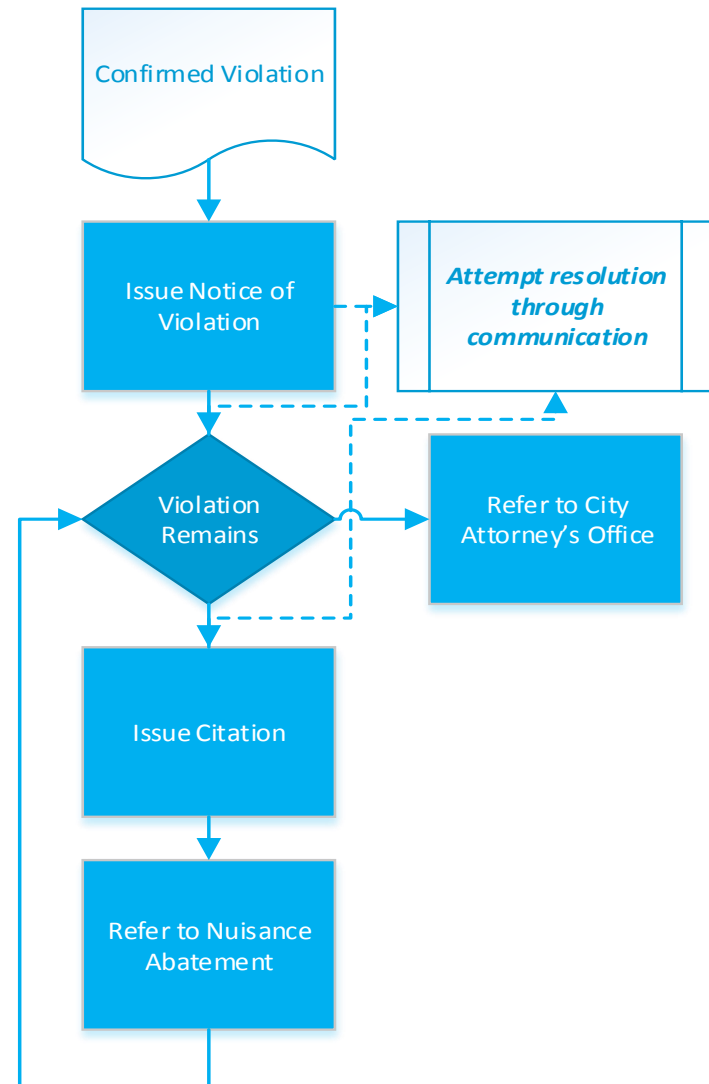 Confirmed Violation
Issue Notice of
Violation
Attempt resolution
through
communication
Violation
Remains
Refer to City
Attorney’s Office
Issue Citation
Refer to Nuisance
Abatement